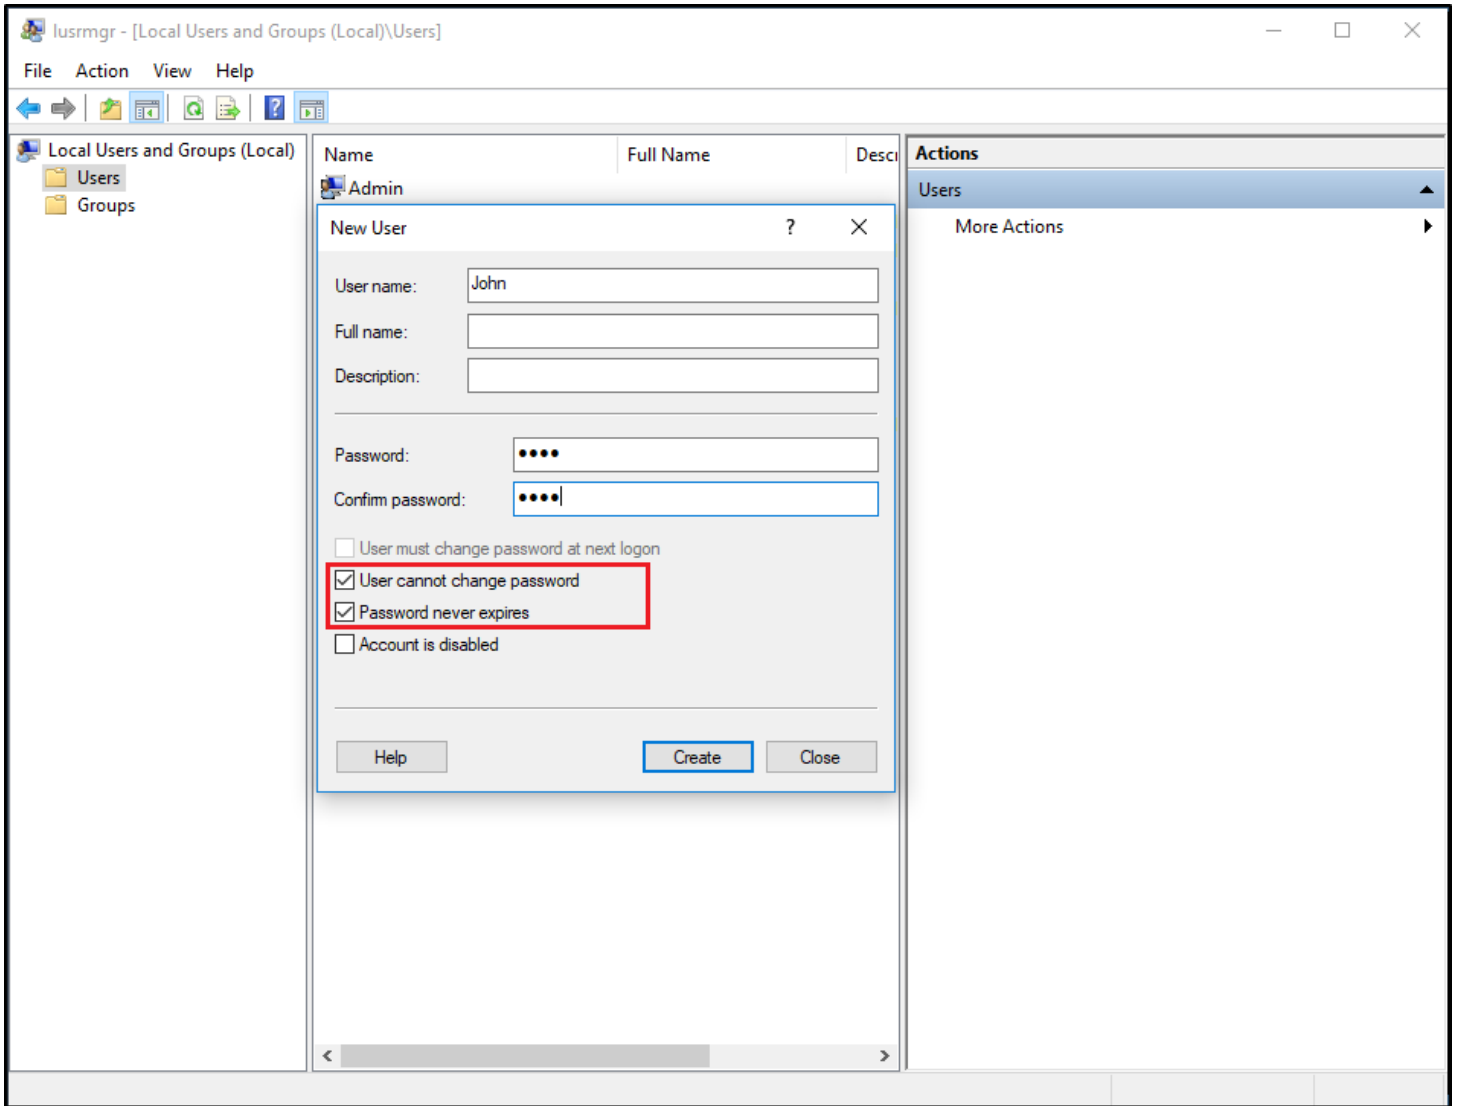 lusrmgr - [Local Users and Groups (Local)\Users]
File Action View Help
Local Users and Groups (Local)
Users
Groups
Name Full Name Descr
Admin
Actions
Users
More Actions
New User ? 
User name: John
Full name:
Description:
Password: ••••
Confirm password: ••••
User must change password at next logon
User cannot change password
Password never expires
Account is disabled
Help Create Close